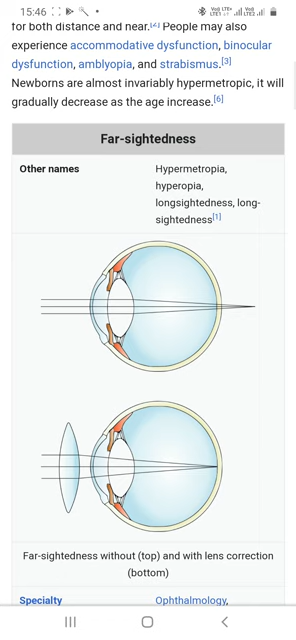 15:46
VoB LTE+ VoB
LTE1 LTE2
for both distance and near.[2] People may also
experience accommodative dysfunction, binocular
dysfunction, amblyopia, and strabismus.[3]
Newborns are almost invariably hypermetropic, it will
gradually decrease as the age increase.[6]
Far-sightedness
Other names Hypermetropia,
hyperopia,
longsightedness, long-
sightedness[1]
Far-sightedness without (top) and with lens correction
(bottom)
Specialty Ophthalmology,